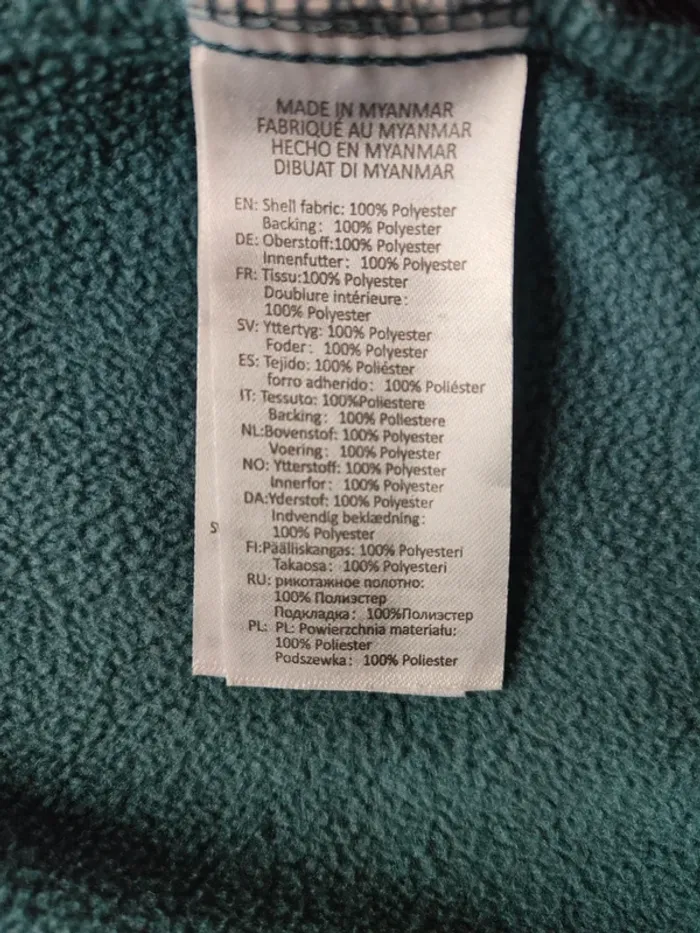 MADE IN MYANMAR
FABRIQUÉ AU MYANMAR
HECHO EN MYANMAR
DIBUAT DI MYANMAR
EN: Shell fabric: 100% Polyester
Backing: 100% Polyester
DE: Oberstoff:100% Polyester
Innenfutter: 100% Polyester
FR: Tissu:100% Polyester
Doublure intérieure:
100% Polyester
SV: Yttertyg: 100% Polyester
Foder: 100% Polyester
ES: Tejido: 100% Poliéster
forro adherido: 100% Poliéster
IT: Tessuto: 100%Poliestere
Backing: 100% Poliestere
NL:Bovenstof: 100% Polyester
Voering: 100% Polyester
NO: Ytterstoff: 100% Polyester
Innerfor: 100% Polyester
DA:Yderstof: 100% Polyester
Indvendig beklædning:
100% Polyester
FI:Päälliskangas: 100% Polyesteri
Takaosa: 100% Polyesteri
RU: рикотажное полотно:
100% Полиэстер
Подкладка: 100%Полиэстер
PL: PL: Powierzchnia materiału:
100% Poliester
Podszewka: 100% Poliester